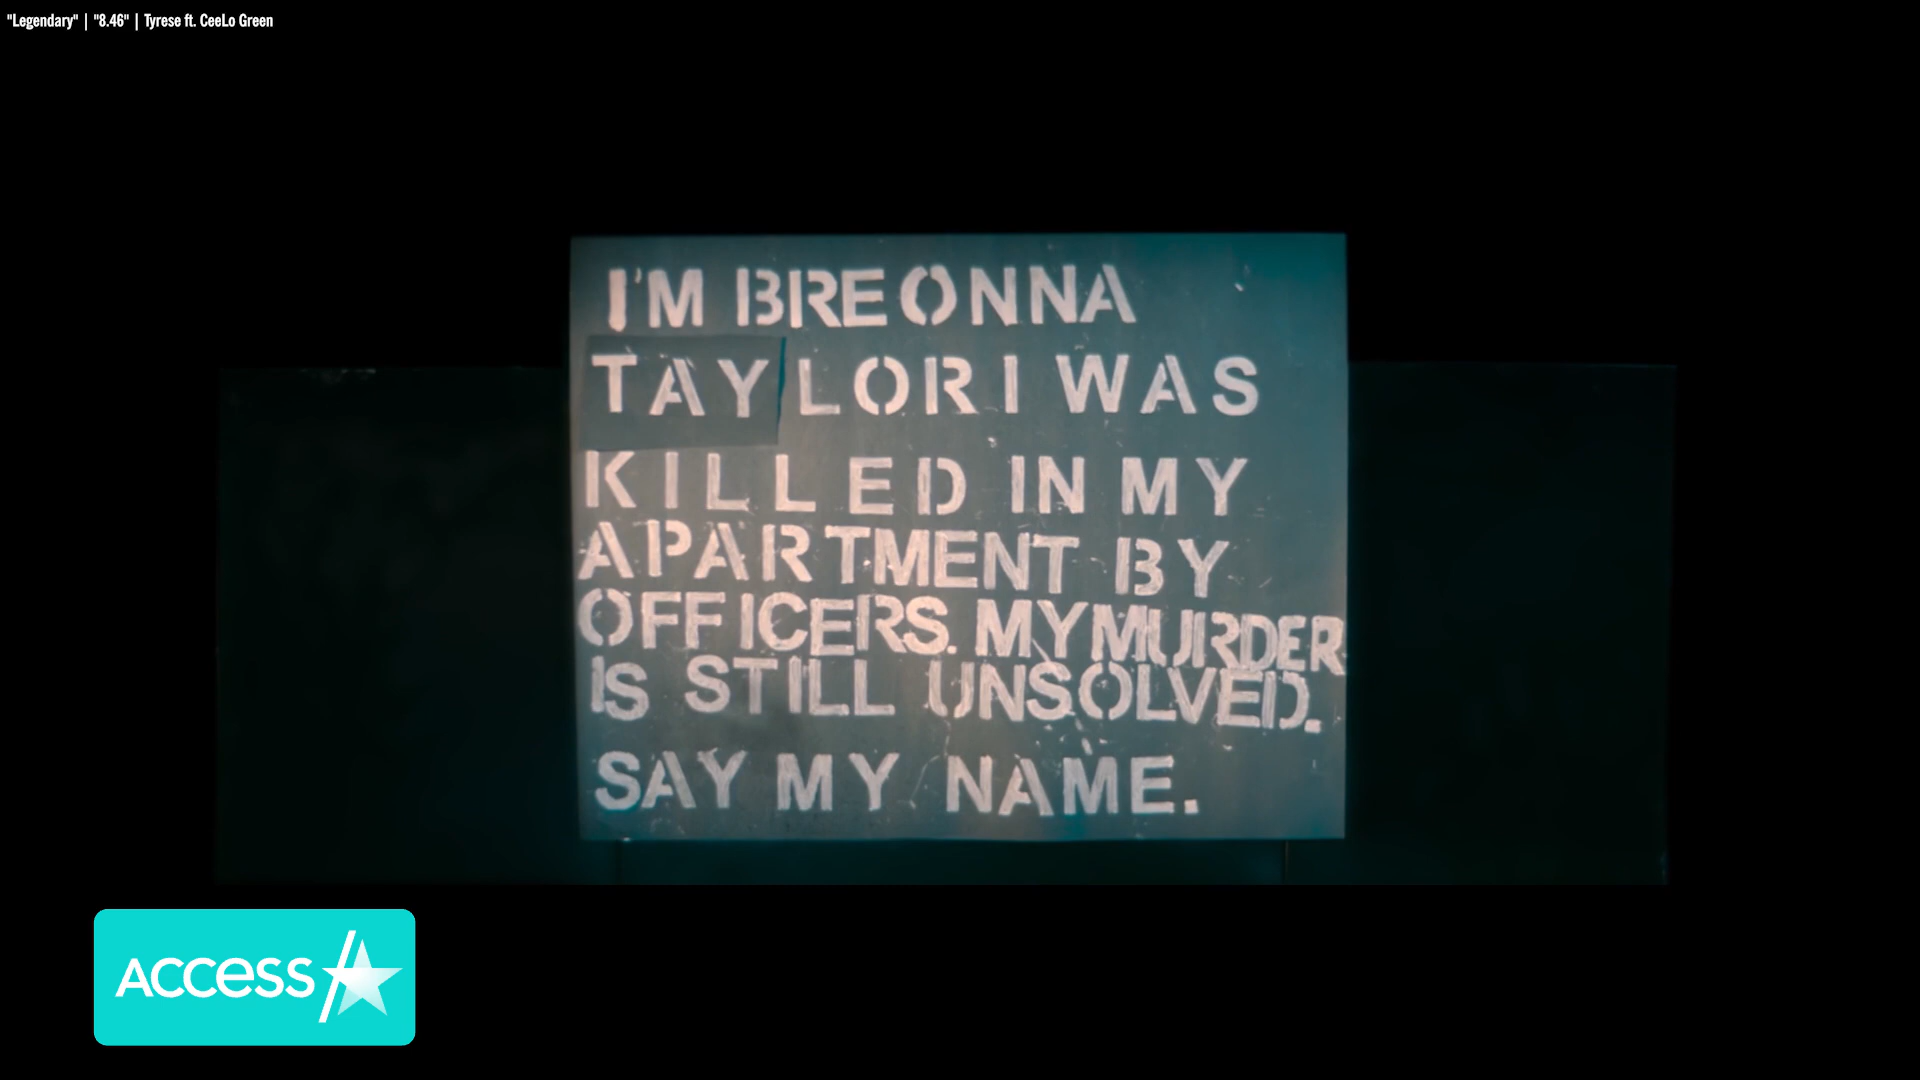 "Legendary" | "8.46" | Tyrese ft. CeeLo Green
I'M BREONNA
TAYLOR I WAS
KILLED IN MY
APARTMENT BY
OFFICERS. MY MURDER
IS STILL UNSOLVED.
SAY MY NAME.
ACCESS